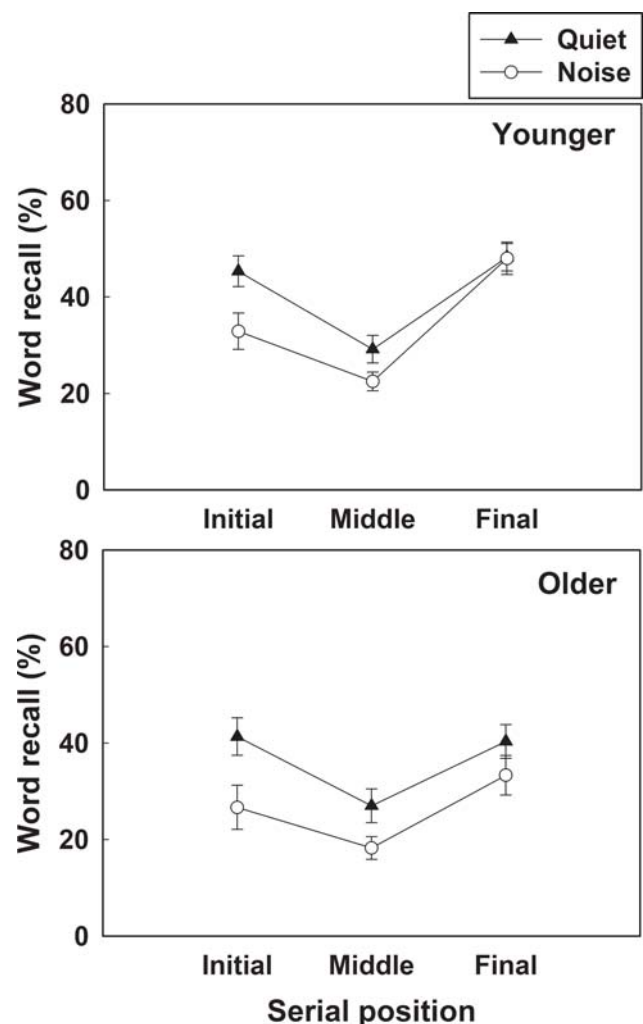 Quiet
Noise
Younger
80
60
40
20
0
Word recall (%)
Initial Middle Final
Older
80
60
40
20
0
Word recall (%)
Initial Middle Final
Serial position